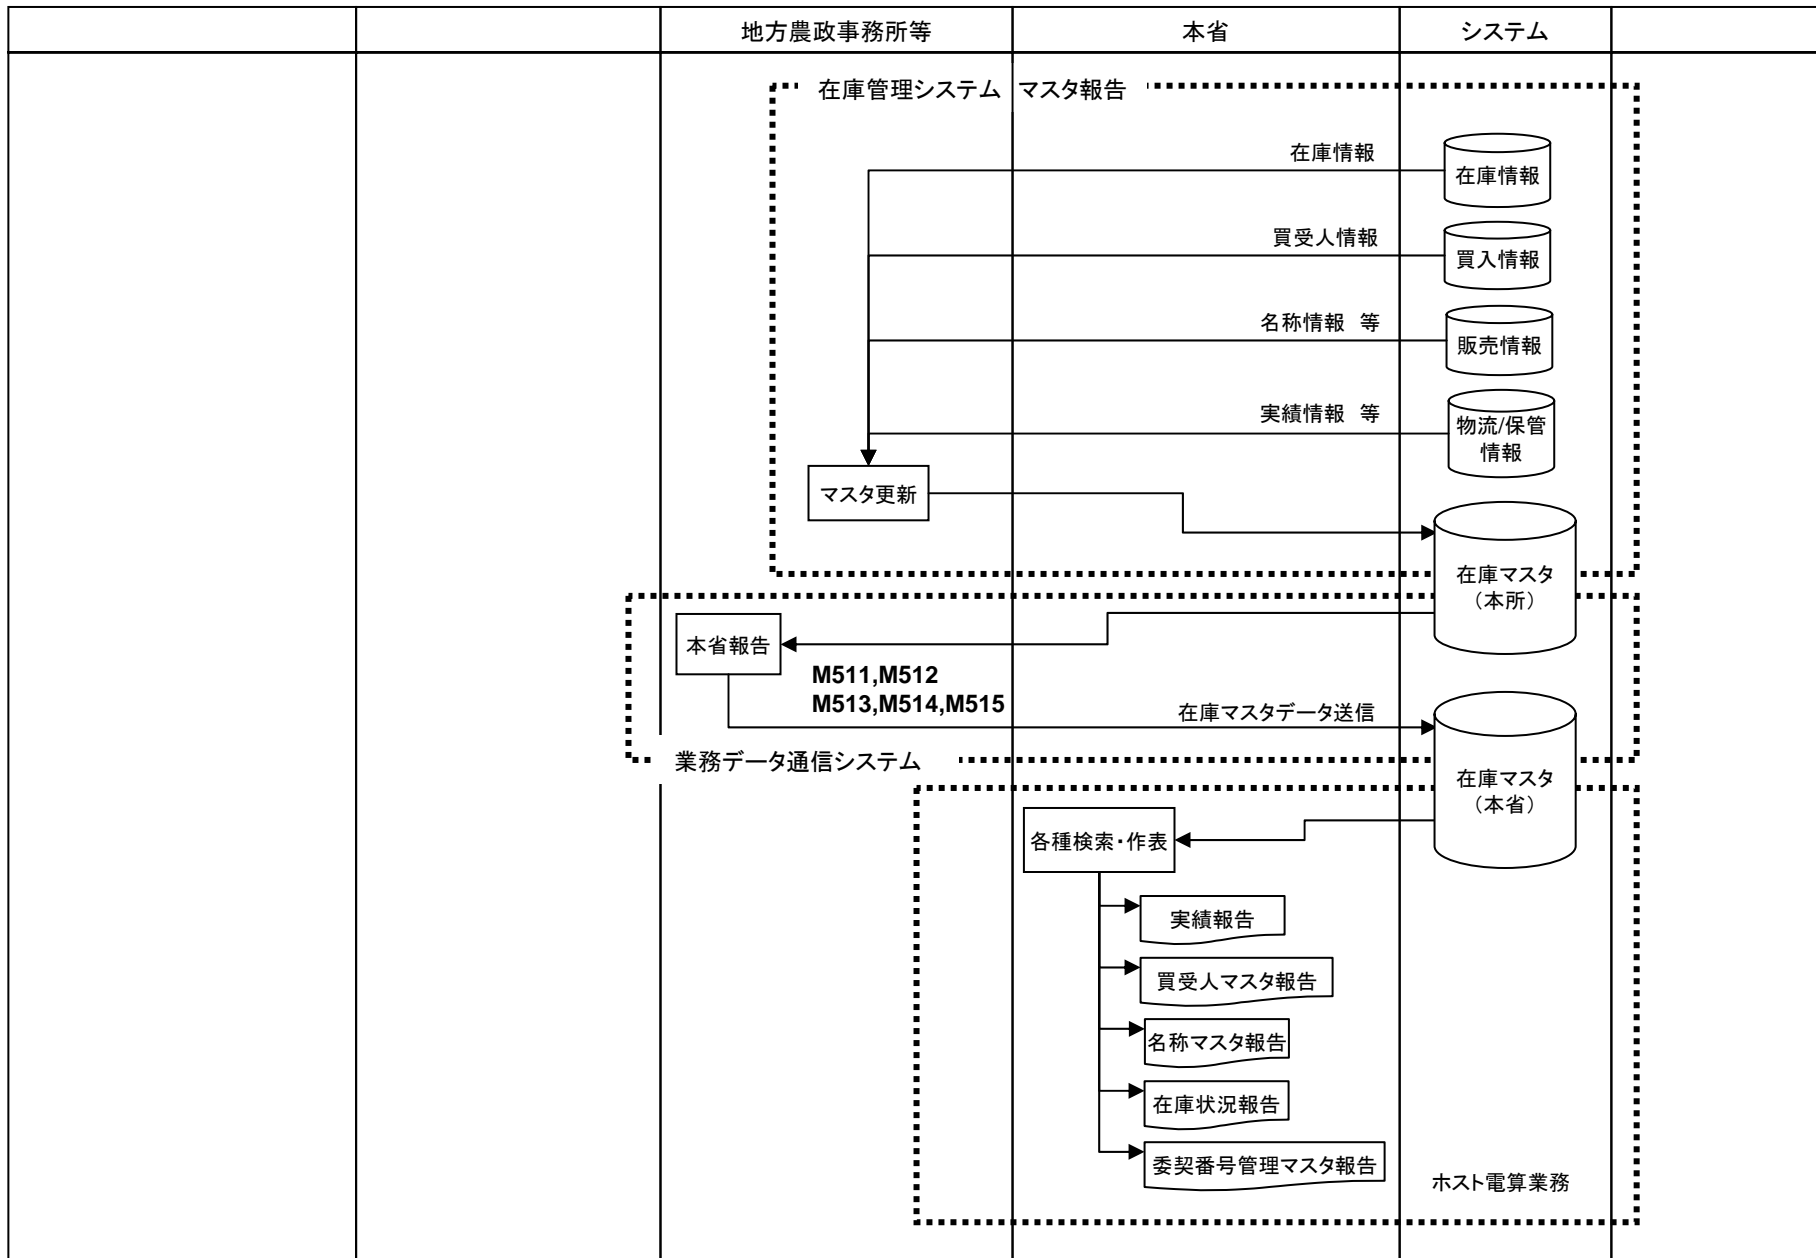 地方農政事務所等
本省
システム
在庫管理システム　マスタ報告
在庫情報
在庫情報
買受人情報
買入情報
名称情報　等
販売情報
実績情報　等
物流/保管
情報
マスタ更新
在庫マスタ
（本所）
本省報告
M511,M512
M513,M514,M515
在庫マスタデータ送信
業務データ通信システム
在庫マスタ
（本省）
各種検索・作表
実績報告
買受人マスタ報告
名称マスタ報告
在庫状況報告
委契番号管理マスタ報告
ホスト電算業務